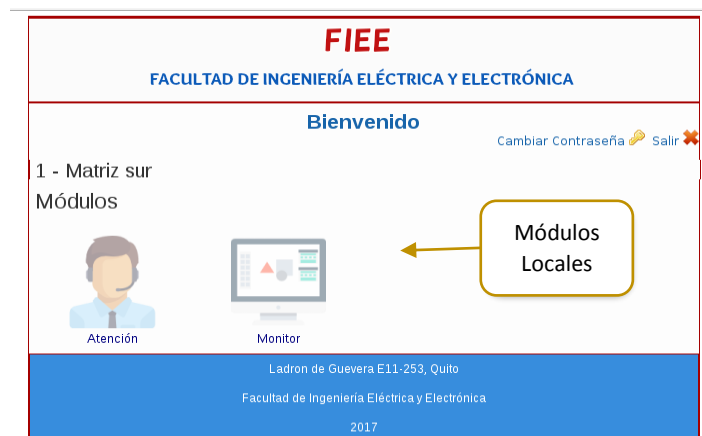 FIEE
FACULTAD DE INGENIERÍA ELÉCTRICA Y ELECTRÓNICA
Bienvenido
Cambiar Contraseña Salir
1 - Matriz sur
Módulos
Módulos
Locales
Atención
Monitor
Ladron de Guevera E11-253, Quito
Facultad de Ingeniería Eléctrica y Electrónica
2017